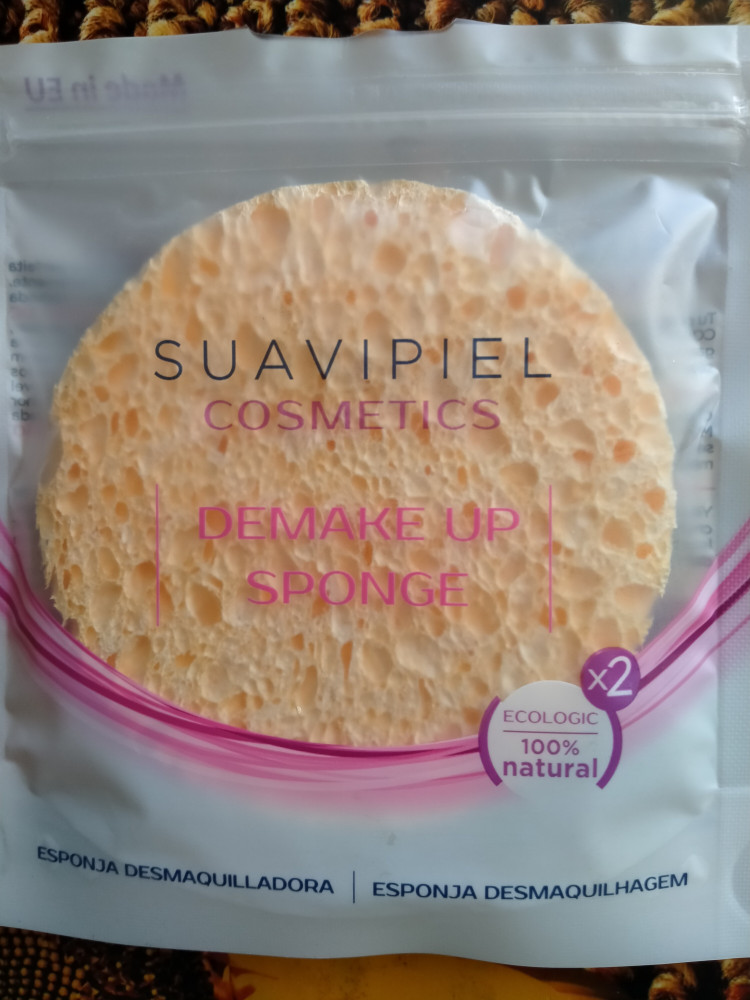 Made in EU
SUAVIPIEL
COSMETICS
DEMAKE UP
SPONGE
x2
ECOLOGIC
100%
natural
ESPONJA DESMAQUILLADORA | ESPONJA DESMAQUILHAGEM